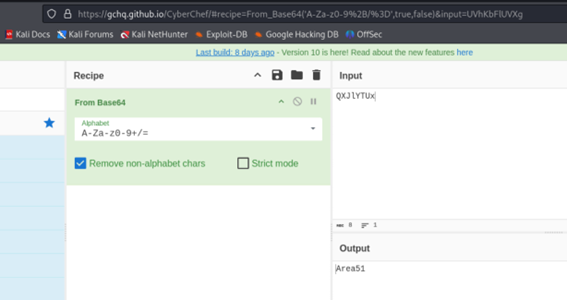 https://gchq.github.io/CyberChef/#recipe=From_Base64('A-Za-z0-9%2B/%3D',true,false)&input=UVhKbFlUVXg
Kali Docs Kali Forums Kali NetHunter Exploit-DB Google Hacking DB OffSec
Last build: 8 days ago - Version 10 is here! Read about the new features here
Recipe
Input
From Base64
QXJlYTUx
Alphabet
A-Za-z0-9+/=
Remove non-alphabet chars
Strict mode
8 1
Output
Area51